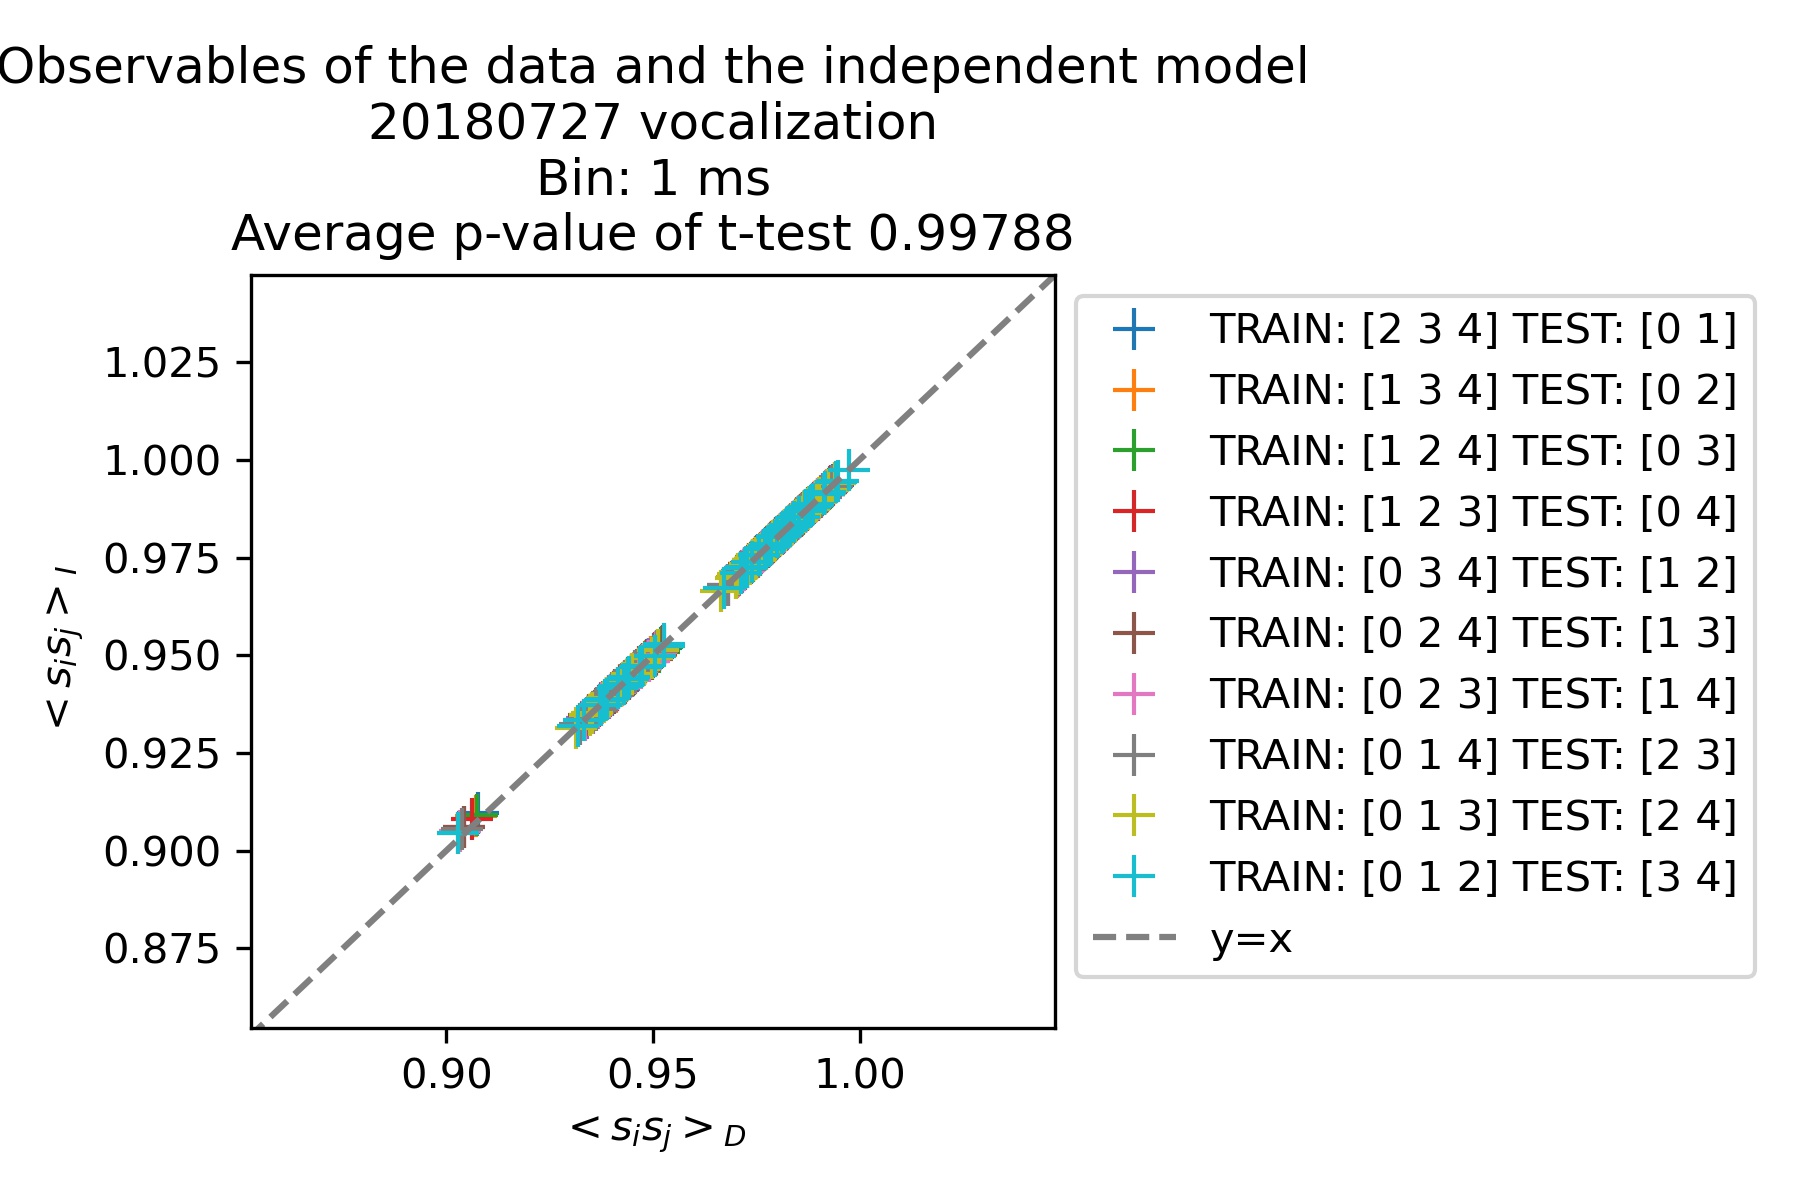 Observables of the data and the independent model
20180727 vocalization
Bin: 1 ms
Average p-value of t-test 0.99788
1.025
1.000
0.975
0.950
0.925
0.900
0.875
< s_i s_j >_I
0.90 0.95 1.00
< s_i s_j >_D
TRAIN: [2 3 4] TEST: [0 1]
TRAIN: [1 3 4] TEST: [0 2]
TRAIN: [1 2 4] TEST: [0 3]
TRAIN: [1 2 3] TEST: [0 4]
TRAIN: [0 3 4] TEST: [1 2]
TRAIN: [0 2 4] TEST: [1 3]
TRAIN: [0 2 3] TEST: [1 4]
TRAIN: [0 1 4] TEST: [2 3]
TRAIN: [0 1 3] TEST: [2 4]
TRAIN: [0 1 2] TEST: [3 4]
y=x